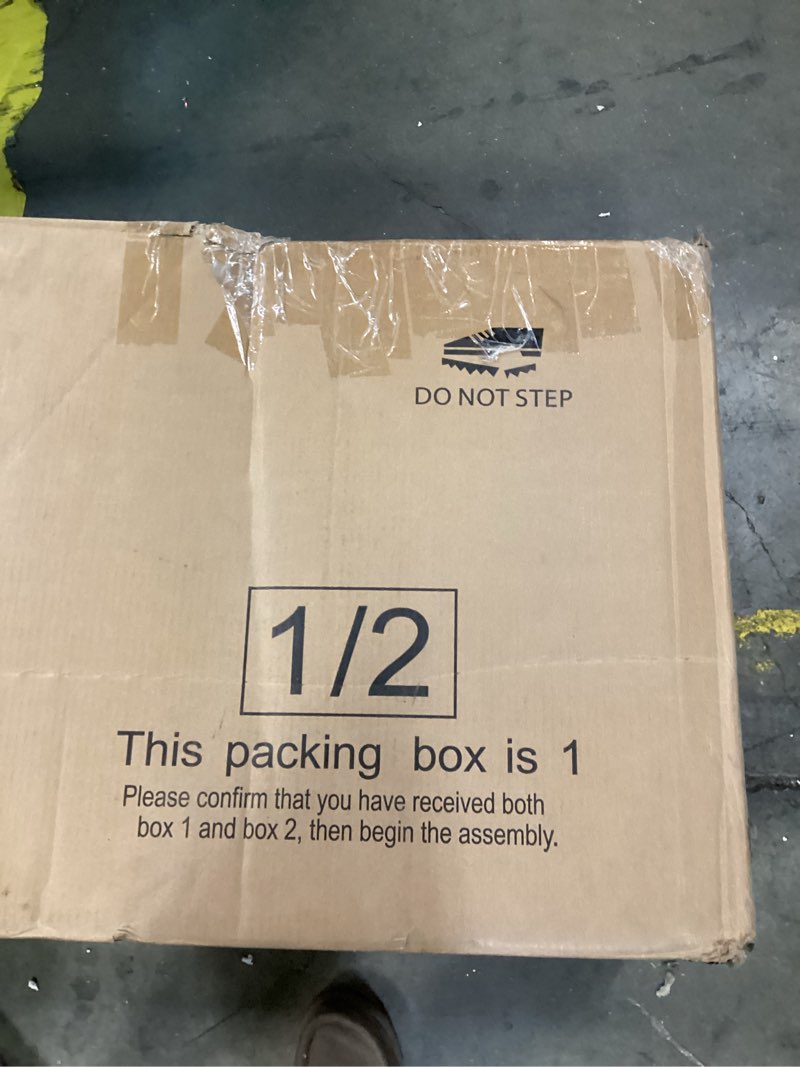 DO NOT STEP
1/2
This packing box is 1
Please confirm that you have received both
box 1 and box 2, then begin the assembly.